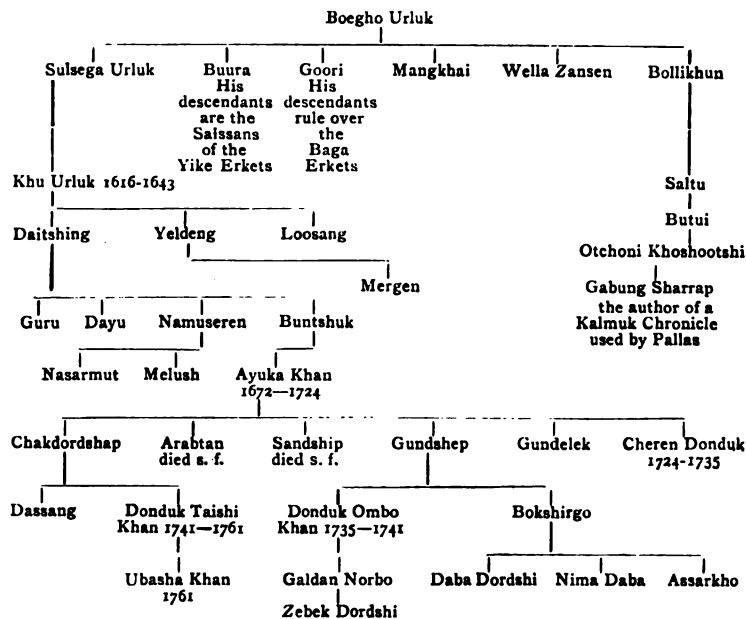 Boegho Urluk
Sulsega Urluk Buura Goori Mangkhai Wella Zansen Bollikhun
His His
descendants descendants
are the rule over
Saissans the
of the Baga
Yike Erkets Erkets
Khu Urluk 1616-1643 Saltu
Butui
Daitshing Yeldeng Loosang
Otchoni Khoshootshi
Mergen Gabung Sharrap
the author of a
Guru Dayu Namuseren Buntshuk Kalmuk Chronicle
used by Pallas
Nasarmut Melush Ayuka Khan
1672—1724
Chakdordshap Arabtan Sandship Gundshep Gundelek Cheren Donduk
died s. f. died s. f. 1724-1735
Dassang Donduk Taishi Donduk Ombo Bokshirgo
Khan 1741—1761 Khan 1735—1741
Ubasha Khan Galdan Norbo Daba Dordshi Nima Daba Assarkho
1761
Zebek Dordshi